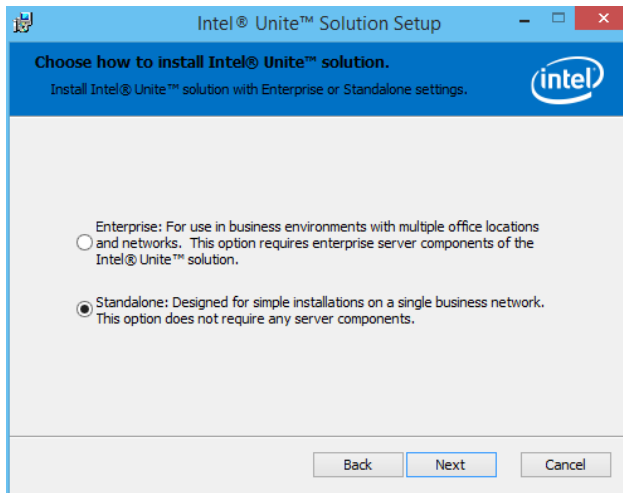 Intel® Unite™ Solution Setup
Choose how to install Intel® Unite™ solution.
Install Intel® Unite™ solution with Enterprise or Standalone settings.
intel
Enterprise: For use in business environments with multiple office locations
and networks. This option requires enterprise server components of the
Intel® Unite™ solution.
Standalone: Designed for simple installations on a single business network.
This option does not require any server components.
Back
Next
Cancel